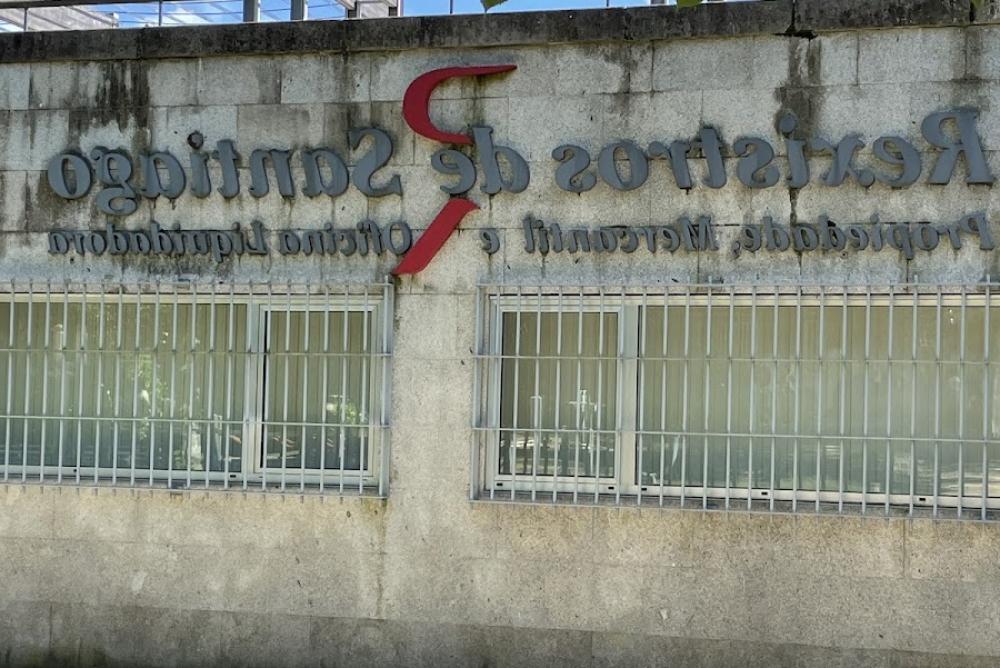 Rexistros de Santiago
Propiedade, Mercantil e Oficina Liquidadora